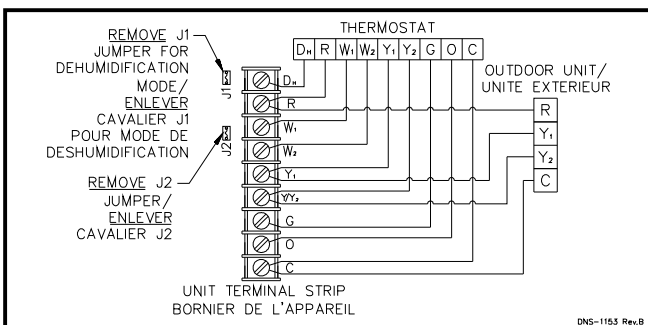 REMOVE J1
JUMPER FOR
DEHUMIDIFICATION
MODE/
ENLEVER
CAVALIER J1
POUR MODE DE
DESHUMIDIFICATION
REMOVE J2
JUMPER/
ENLEVER
CAVALIER J2
J1
J2
THERMOSTAT
DH R W1 W2 Y1 Y2 G O C
DH
R
W1
W2
Y1
Y/Y2
G
O
C
UNIT TERMINAL STRIP
BORNIER DE L'APPAREIL
OUTDOOR UNIT/
UNITE EXTERIEUR
R
Y1
Y2
C
DNS-1153 Rev.B